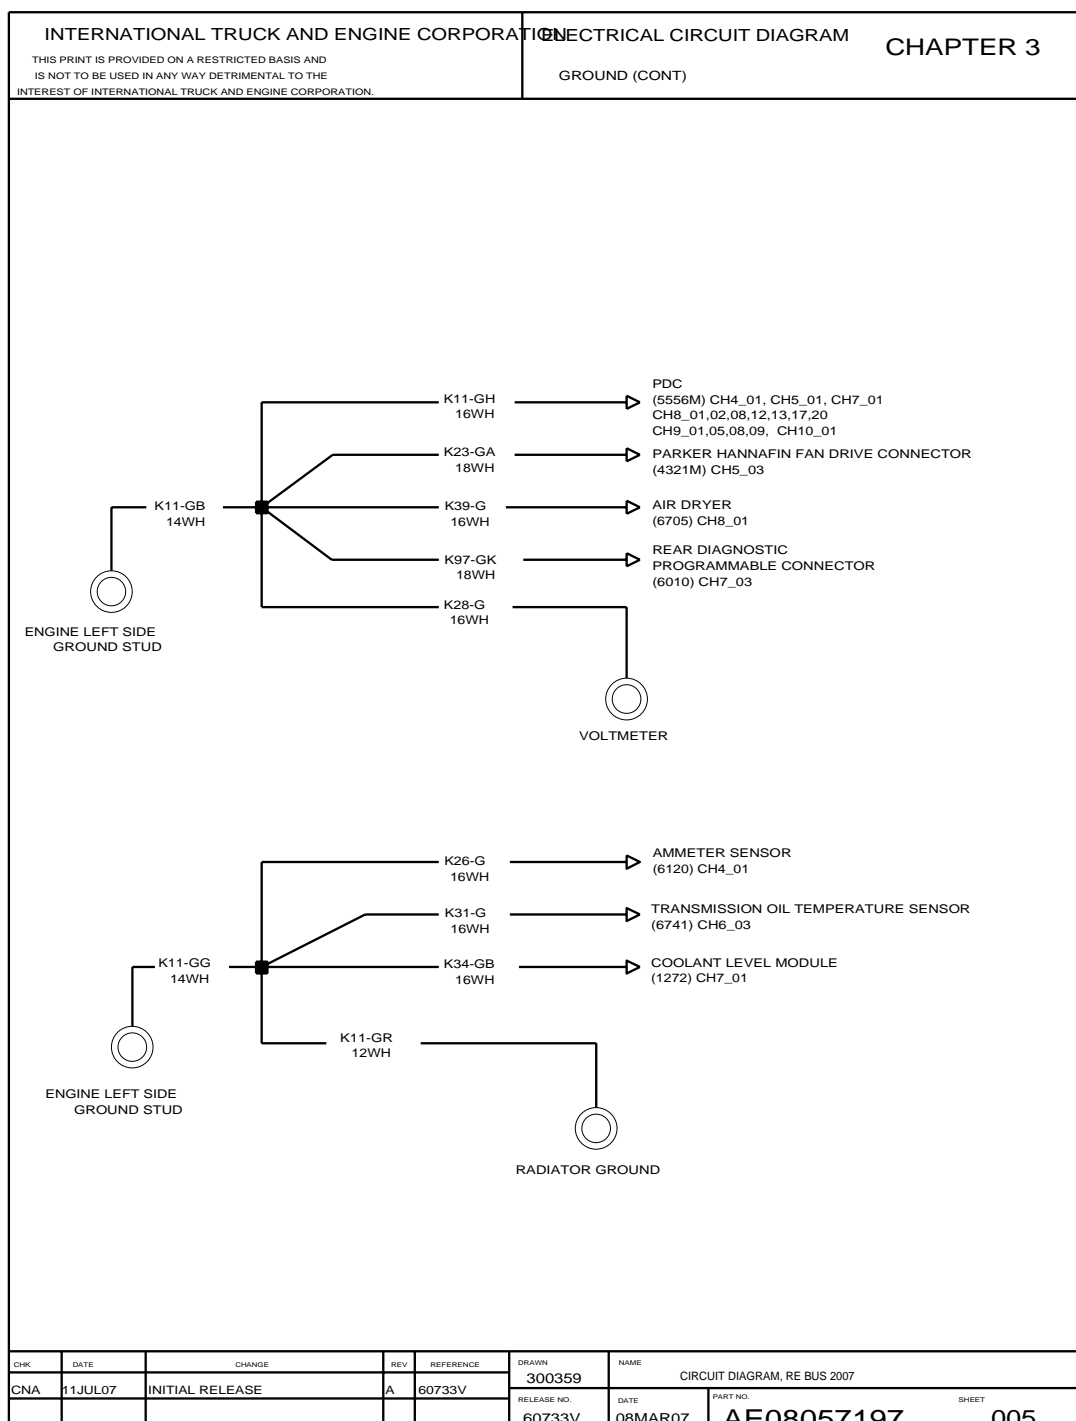 INTERNATIONAL TRUCK AND ENGINE CORPORATION
THIS PRINT IS PROVIDED ON A RESTRICTED BASIS AND
IS NOT TO BE USED IN ANY WAY DETRIMENTAL TO THE
INTEREST OF INTERNATIONAL TRUCK AND ENGINE CORPORATION.
ELECTRICAL CIRCUIT DIAGRAM
GROUND (CONT)
CHAPTER 3
K11-GH
16WH
PDC
(5556M) CH4_01, CH5_01, CH7_01
CH8_01,02,08,12,13,17,20
CH9_01,05,08,09, CH10_01
K23-GA
18WH
PARKER HANNAFIN FAN DRIVE CONNECTOR
(4321M) CH5_03
K11-GB
14WH
K39-G
16WH
AIR DRYER
(6705) CH8_01
K97-GK
18WH
REAR DIAGNOSTIC
PROGRAMMABLE CONNECTOR
(6010) CH7_03
K28-G
16WH
ENGINE LEFT SIDE
GROUND STUD
VOLTMETER
K26-G
16WH
AMMETER SENSOR
(6120) CH4_01
K31-G
16WH
TRANSMISSION OIL TEMPERATURE SENSOR
(6741) CH6_03
K11-GG
14WH
K34-GB
16WH
COOLANT LEVEL MODULE
(1272) CH7_01
K11-GR
12WH
ENGINE LEFT SIDE
GROUND STUD
RADIATOR GROUND
CHK DATE CHANGE REV REFERENCE
CNA 11JUL07 INITIAL RELEASE A 60733V
DRAWN
300359
NAME
CIRCUIT DIAGRAM, RE BUS 2007
RELEASE NO.
60733V
DATE
08MAR07
PART NO.
AE08057197
SHEET
005